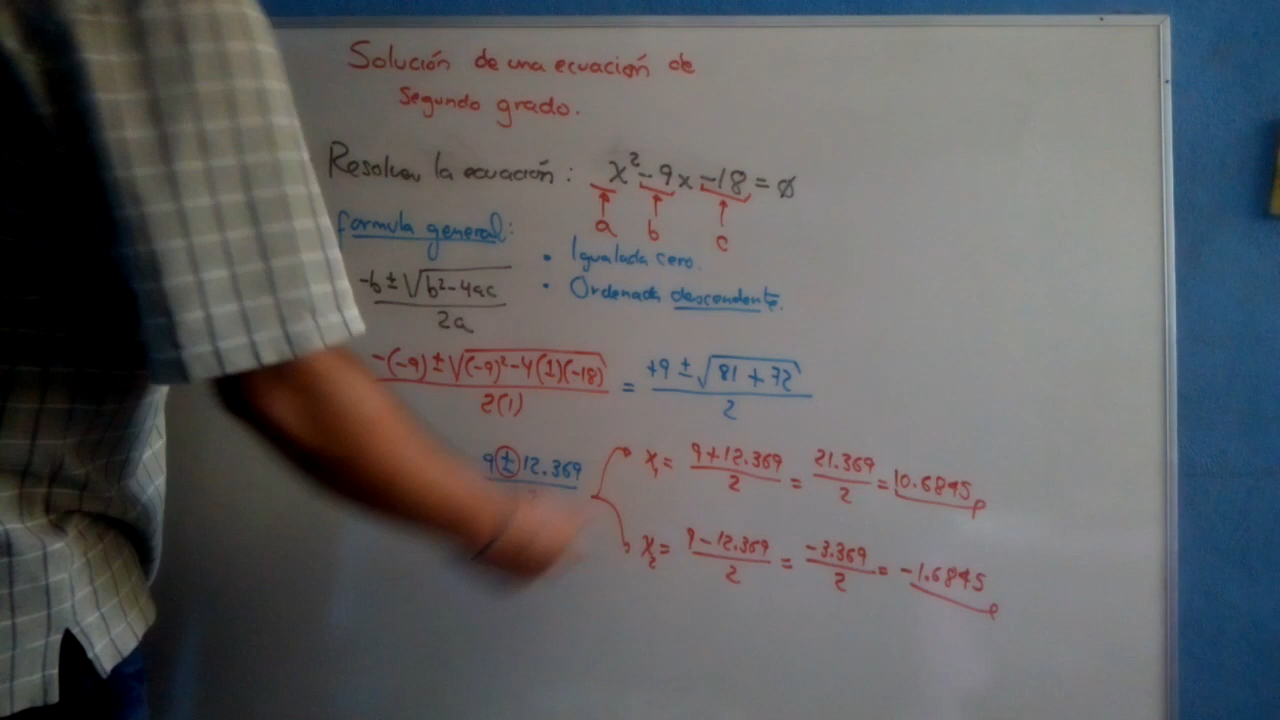 Solución de una ecuación de
segundo grado.
Resolver la ecuación: x² - 9x - 18 = ∅
a b c
formula general:
• Igualada cero.
• Ordenada descendente.
-b ± √b² - 4ac
2a
-(-9) ± √(-9)² - 4(1)(-18) = +9 ± √81 + 72
2(1) 2
9 ± 12.369
x₁ = 9 + 12.369 = 21.369 = 10.6845
2 2
x₂ = 9 - 12.369 = -3.369 = -1.6845
2 2